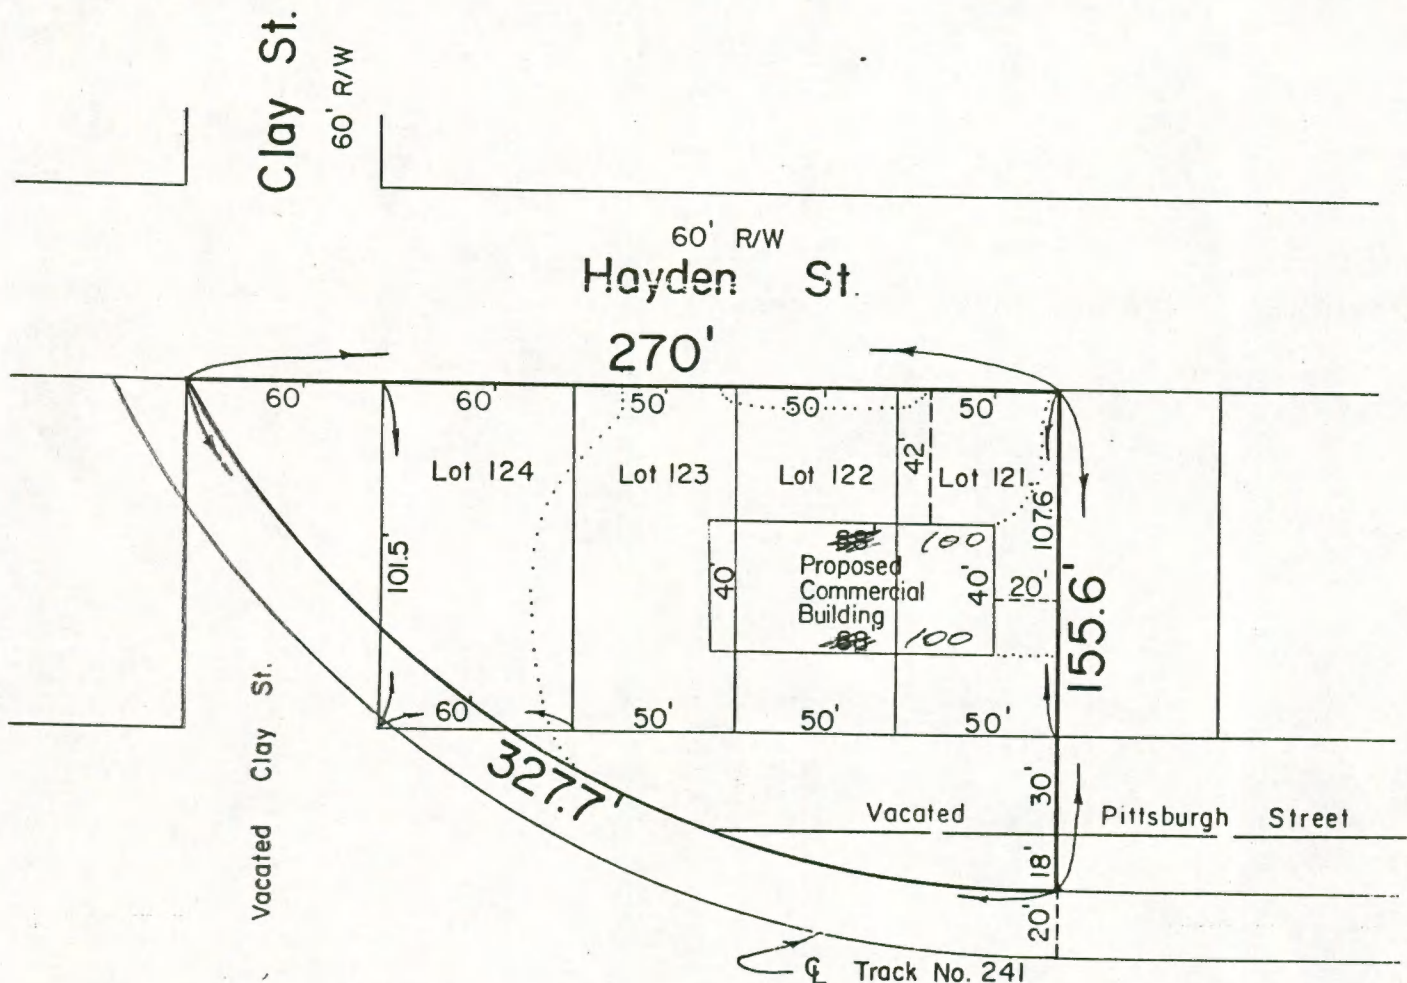 Clay St.
60' R/W
60' R/W
Hayden St.
270'
60' 60' 50' 50' 50'
Lot 124 Lot 123 Lot 122 42' Lot 121
101.5 107.6
88' 100
40' Proposed 40' 20'
Commercial
Building
88' 100
155.6'
60' 50' 50' 50'
327.7'
Vacated Clay St.
30'
Vacated Pittsburgh Street
18'
20'
℄ Track No. 241